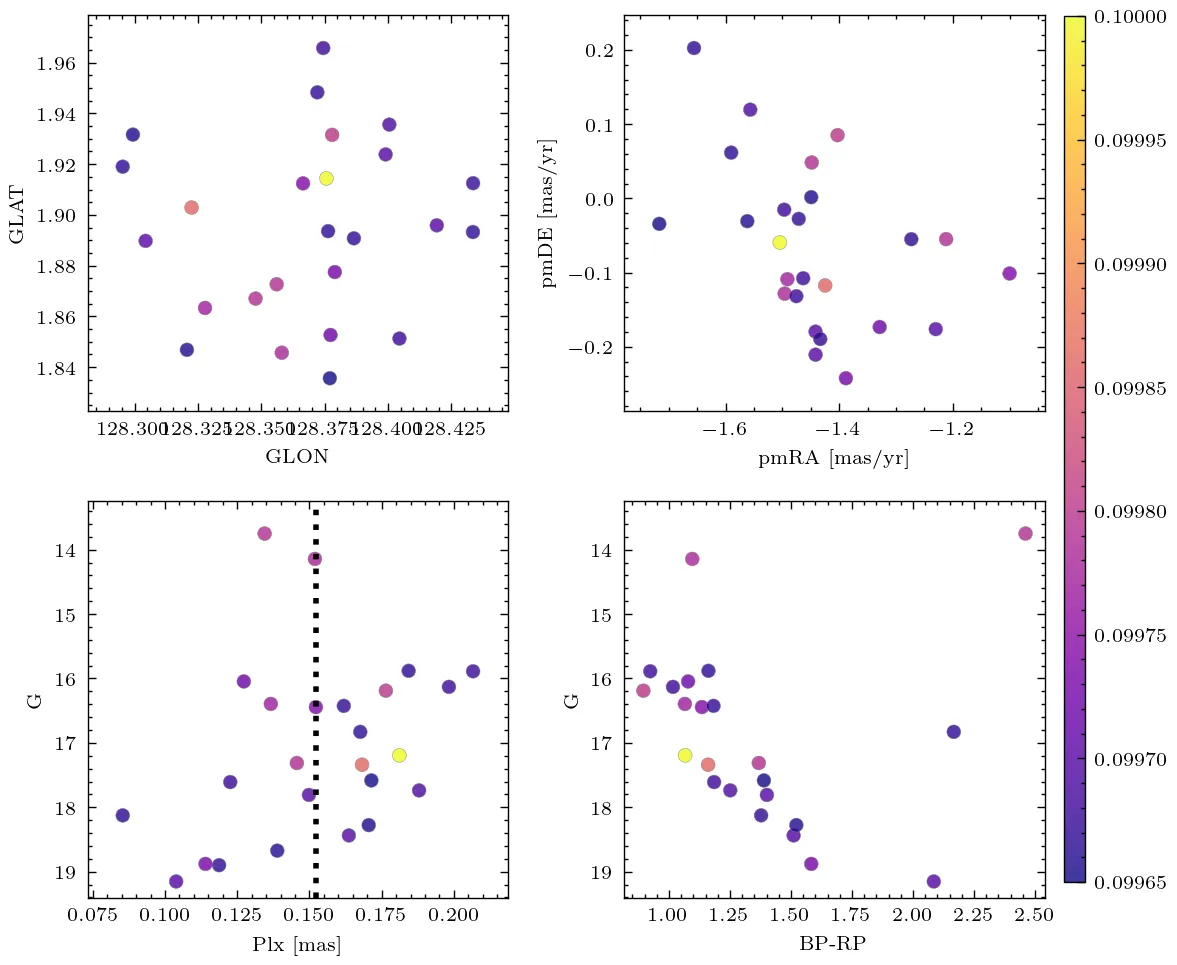 1.96
1.94
1.92
1.90
1.88
1.86
1.84
GLAT
128.300 128.325 128.350 128.375 128.400 128.425
GLON
0.2
0.1
0.0
−0.1
−0.2
pmDE [mas/yr]
−1.6 −1.4 −1.2
pmRA [mas/yr]
14
15
16
17
18
19
G
0.075 0.100 0.125 0.150 0.175 0.200
Plx [mas]
14
15
16
17
18
19
G
1.00 1.25 1.50 1.75 2.00 2.25 2.50
BP-RP
0.10000
0.09995
0.09990
0.09985
0.09980
0.09975
0.09970
0.09965